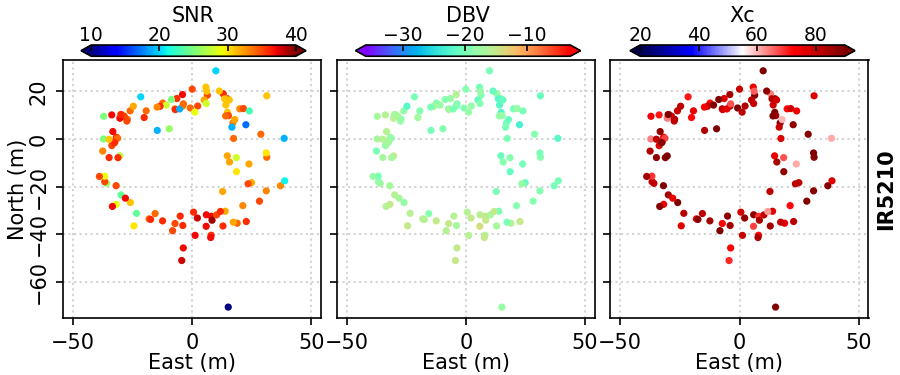 SNR DBV Xc
10 20 30 40 −30 −20 −10 20 40 60 80
20
0
−20
−40
−60
North (m)
−50 0 50 −50 0 50 −50 0 50
East (m) East (m) East (m)
IR5210